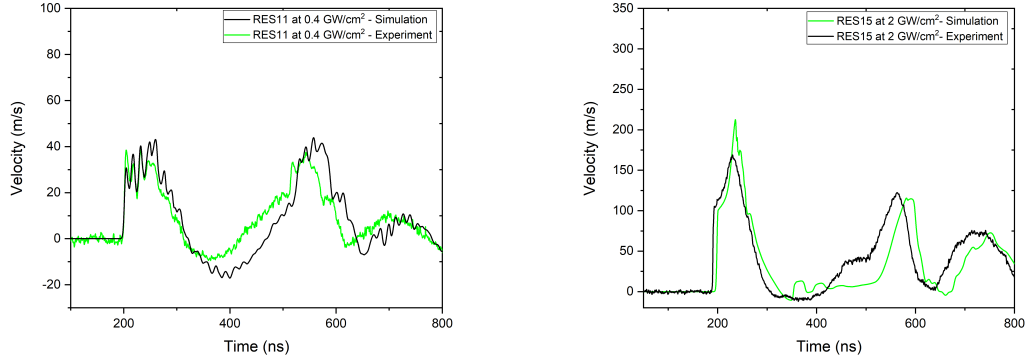 RES11 at 0.4 GW/cm² - Simulation
RES11 at 0.4 GW/cm² - Experiment
100
80
60
40
20
0
-20
200
400
600
800
Velocity (m/s)
Time (ns)
RES15 at 2 GW/cm²- Simulation
RES15 at 2 GW/cm²- Experiment
350
300
250
200
150
100
50
0
200
400
600
800
Velocity (m/s)
Time (ns)